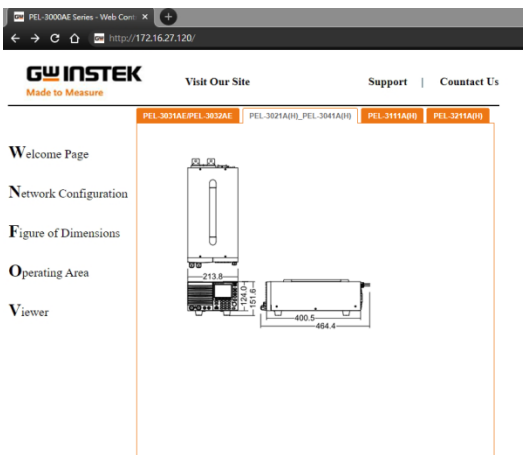 GW PEL-3000AE Series - Web Cont
http://172.16.27.120/
GW INSTEK
Made to Measure
Visit Our Site
Support | Countact Us
PEL-3031AE/PEL-3032AE
PEL-3021A(H)_PEL-3041A(H)
PEL-3111A(H)
PEL-3211A(H)
Welcome Page
Network Configuration
Figure of Dimensions
Operating Area
Viewer
213.8
124.0
151.6
400.5
464.4